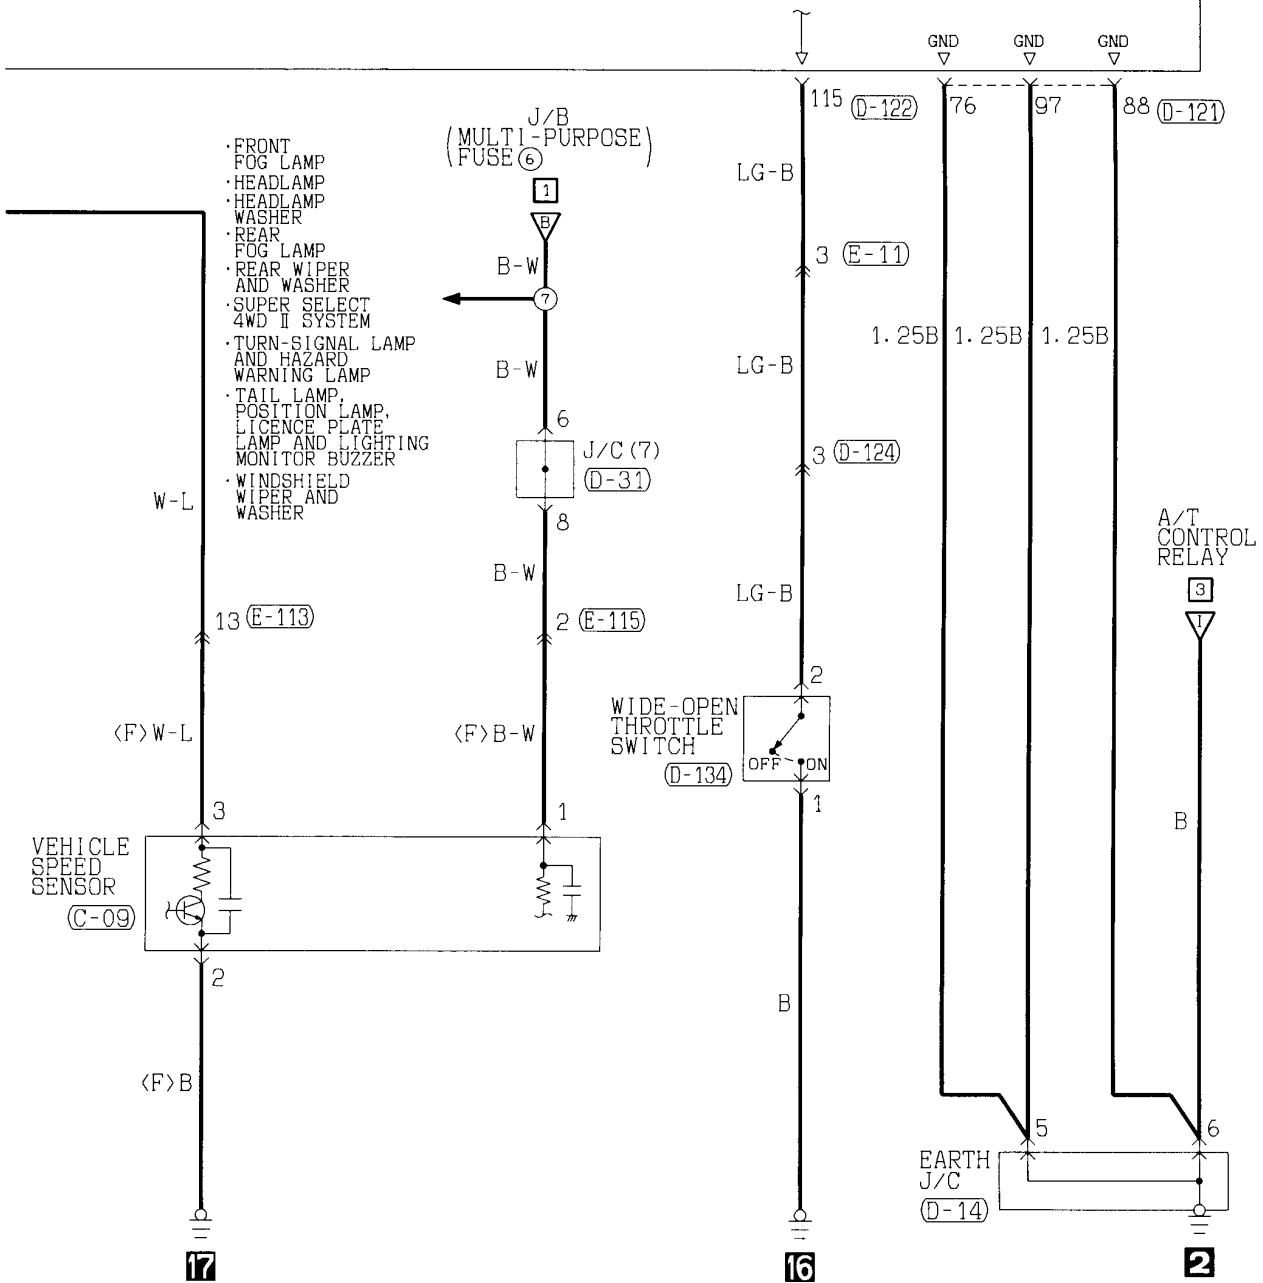 GND
GND
GND
115 (D-122)
76
97
88 (D-121)
J/B
(MULTI-PURPOSE)
FUSE ⑥
1
B
·FRONT
FOG LAMP
·HEADLAMP
·HEADLAMP
WASHER
·REAR
FOG LAMP
·REAR WIPER
AND WASHER
·SUPER SELECT
4WD Ⅱ SYSTEM
·TURN-SIGNAL LAMP
AND HAZARD
WARNING LAMP
·TAIL LAMP,
POSITION LAMP,
LICENCE PLATE
LAMP AND LIGHTING
MONITOR BUZZER
·WINDSHIELD
WIPER AND
WASHER
B-W
7
B-W
6
J/C(7)
(D-31)
8
B-W
2 (E-115)
<F>B-W
1
W-L
13 (E-113)
<F>W-L
3
VEHICLE
SPEED
SENSOR
(C-09)
2
<F>B
17
LG-B
3 (E-11)
LG-B
3 (D-124)
LG-B
2
WIDE-OPEN
THROTTLE
SWITCH
(D-134)
OFF
ON
1
B
16
1.25B
1.25B
1.25B
A/T
CONTROL
RELAY
3
I
B
5
6
EARTH
J/C
(D-14)
2